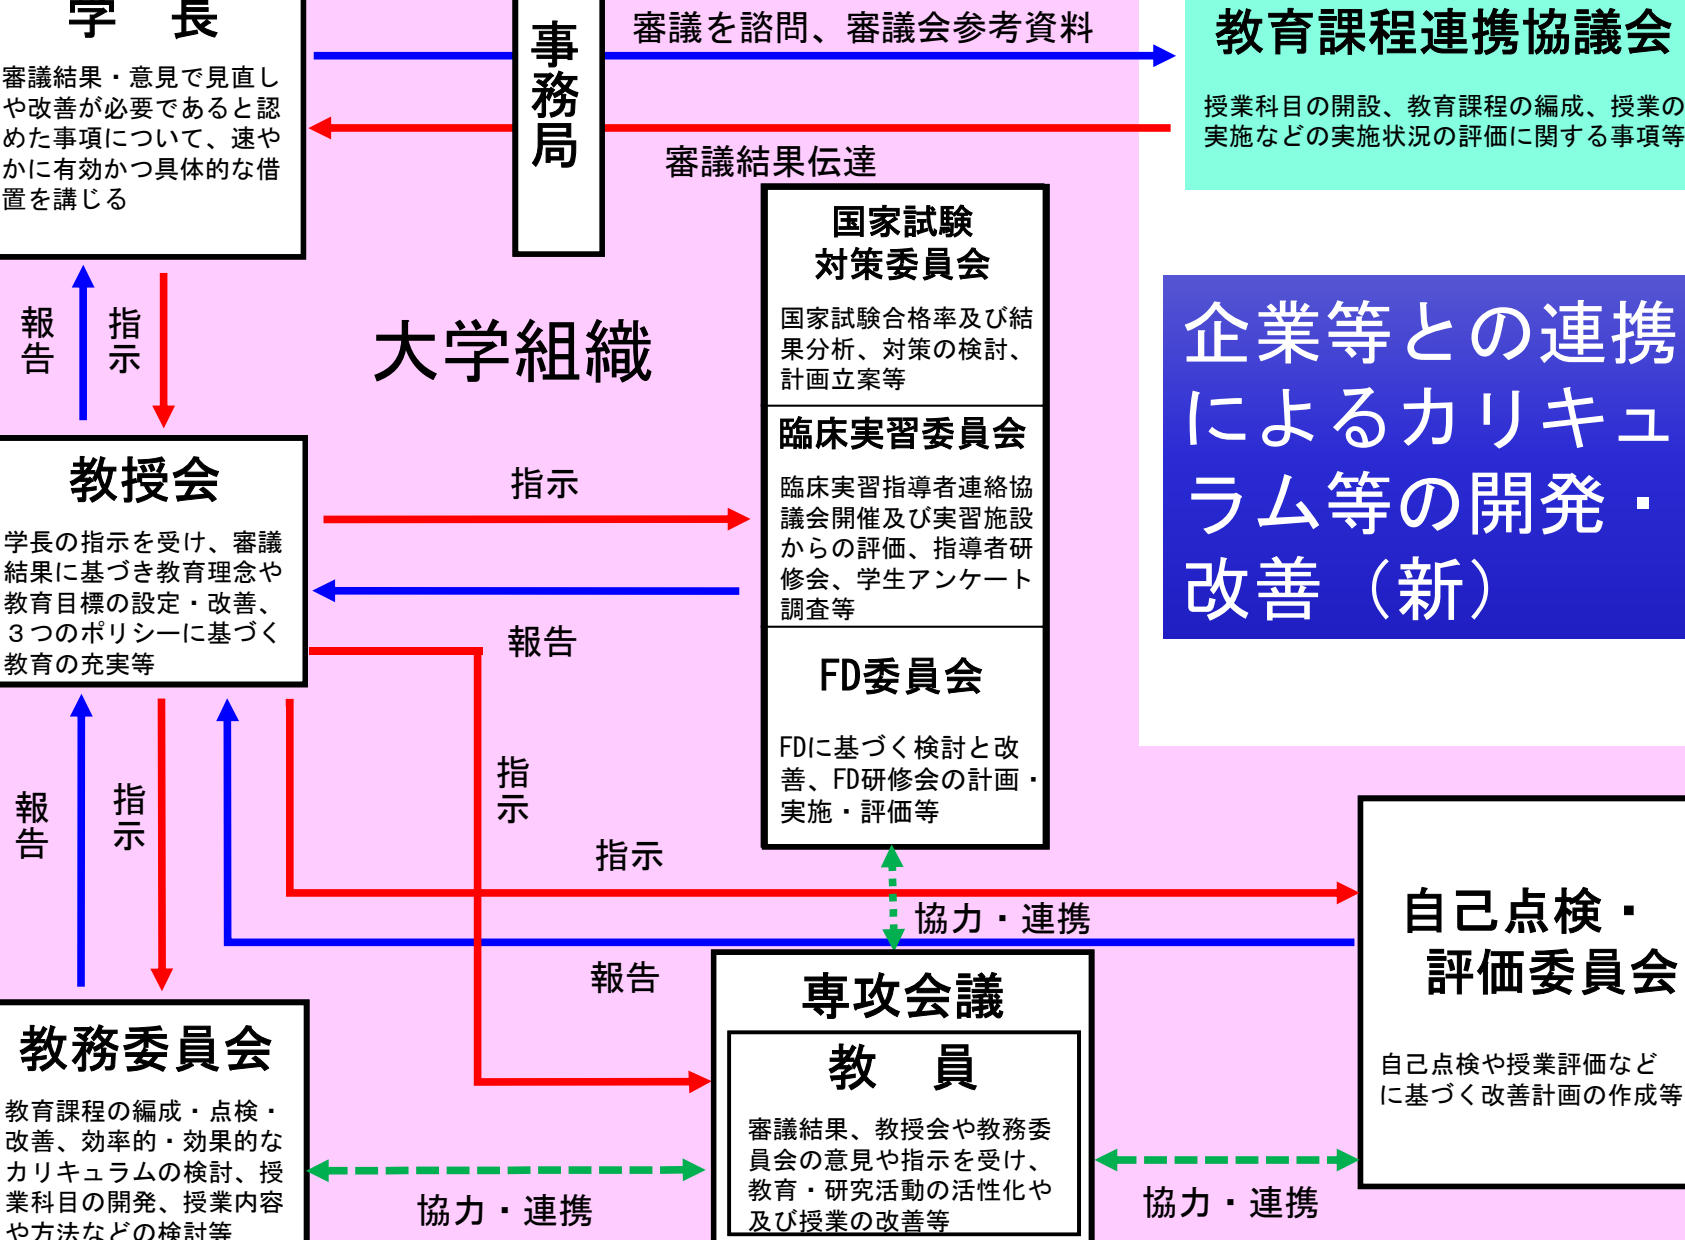 学　長
審議結果・意見で見直し
や改善が必要であると認
めた事項について、速や
かに有効かつ具体的な借
置を講じる
事務局
審議を諮問、審議会参考資料
審議結果伝達
教育課程連携協議会
授業科目の開設、教育課程の編成、授業の
実施などの実施状況の評価に関する事項等
報告
指示
大学組織
国家試験
対策委員会
国家試験合格率及び結
果分析、対策の検討、
計画立案等
臨床実習委員会
臨床実習指導者連絡協
議会開催及び実習施設
からの評価、指導者研
修会、学生アンケート
調査等
FD委員会
FDに基づく検討と改
善、FD研修会の計画・
実施・評価等
企業等との連携
によるカリキュ
ラム等の開発・
改善（新）
教授会
学長の指示を受け、審議
結果に基づき教育理念や
教育目標の設定・改善、
３つのポリシーに基づく
教育の充実等
指示
報告
報告
指示
指示
指示
協力・連携
報告
自己点検・
評価委員会
自己点検や授業評価など
に基づく改善計画の作成等
専攻会議
教　員
審議結果、教授会や教務委
員会の意見や指示を受け、
教育・研究活動の活性化や
及び授業の改善等
教務委員会
教育課程の編成・点検・
改善、効率的・効果的な
カリキュラムの検討、授
業科目の開発、授業内容
や方法などの検討等
協力・連携
協力・連携